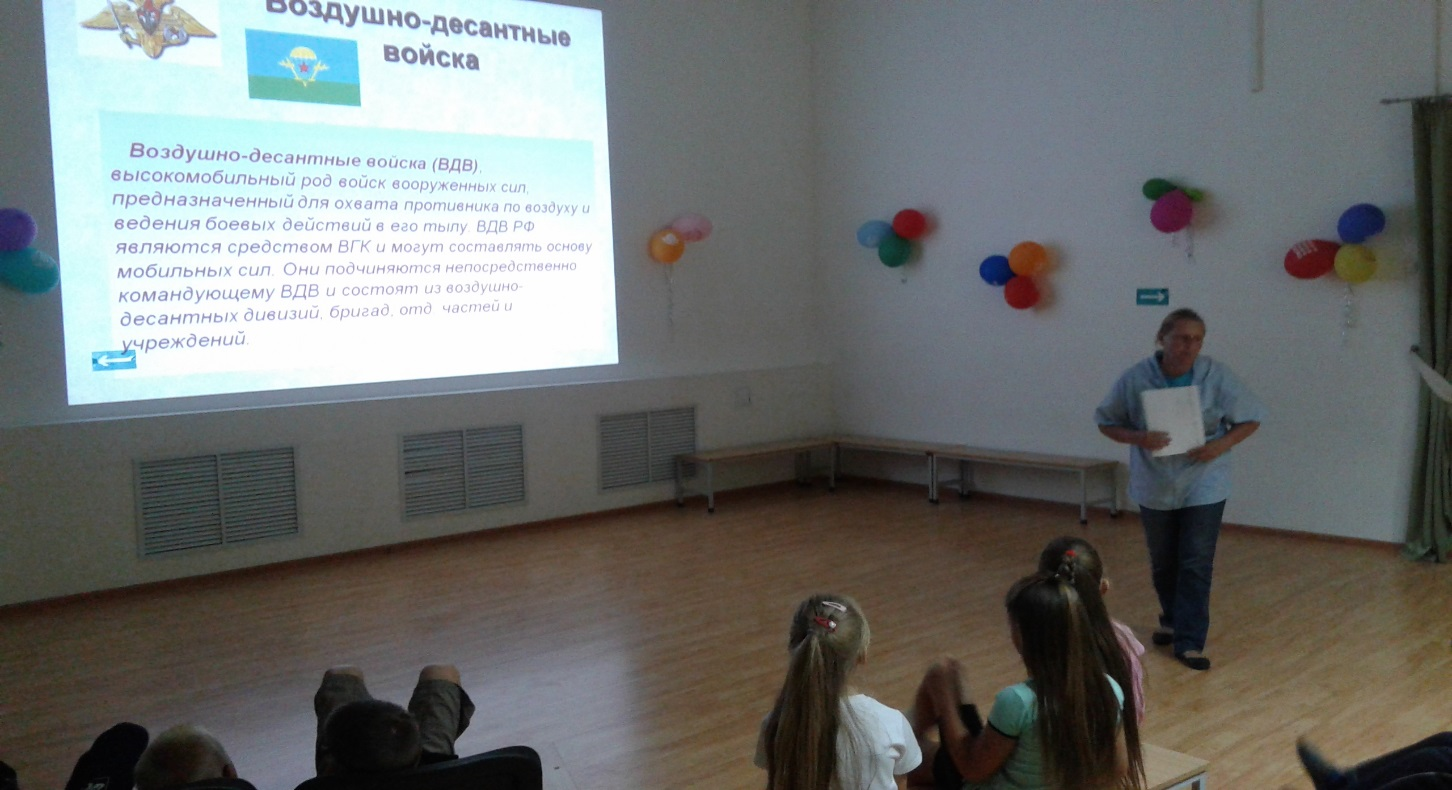 Воздушно-десантные
войска
Воздушно-десантные войска (ВДВ),
высокомобильный род войск вооруженных сил,
предназначенный для охвата противника по воздуху и
ведения боевых действий в его тылу. ВДВ РФ
являются средством ВГК и могут составлять основу
мобильных сил. Они подчиняются непосредственно
командующему ВДВ и состоят из воздушно-
десантных дивизий, бригад, отд. частей и
учреждений.